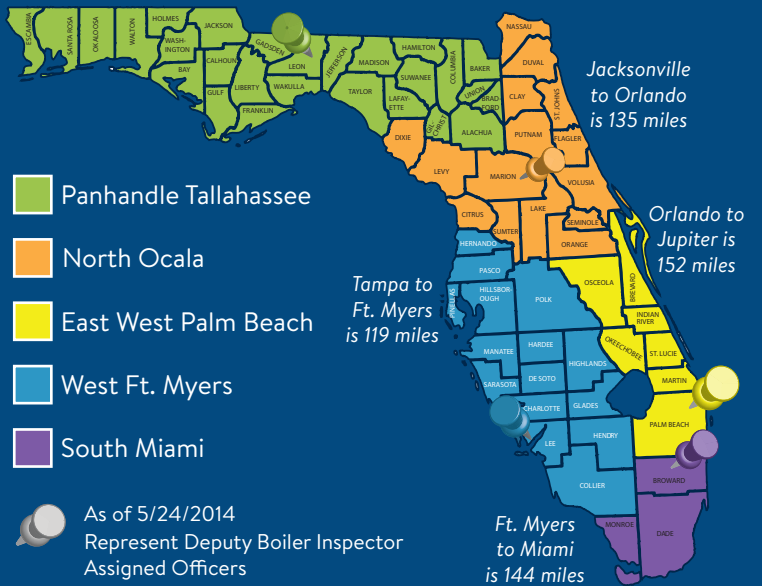 ESCAMBIA
SANTA ROSA
OKALOOSA
WALTON
HOLMES
WASH-
INGTON
BAY
JACKSON
CALHOUN
GULF
LIBERTY
FRANKLIN
GADSDEN
LEON
WAKULLA
JEFFERSON
MADISON
TAYLOR
HAMILTON
SUWANEE
LAFAY-
ETTE
COLUMBIA
BAKER
UNION
BRAD-
FORD
GIL-
CHRIST
ALACHUA
NASSAU
DUVAL
CLAY
ST. JOHNS
PUTNAM
FLAGLER
DIXIE
LEVY
MARION
VOLUSIA
CITRUS
SUMTER
LAKE
SEMINOLE
ORANGE
HERNANDO
PASCO
PINELLAS
HILLSBOR-
OUGH
POLK
OSCEOLA
BREVARD
INDIAN
RIVER
MANATEE
HARDEE
HIGHLANDS
OKEECHOBEE
ST. LUCIE
SARASOTA
DE SOTO
MARTIN
CHARLOTTE
GLADES
PALM BEACH
LEE
HENDRY
COLLIER
BROWARD
MONROE
DADE
Jacksonville
to Orlando
is 135 miles
Orlando to
Jupiter is
152 miles
Tampa to
Ft. Myers
is 119 miles
Ft. Myers
to Miami
is 144 miles
Panhandle Tallahassee
North Ocala
East West Palm Beach
West Ft. Myers
South Miami
As of 5/24/2014
Represent Deputy Boiler Inspector
Assigned Officers